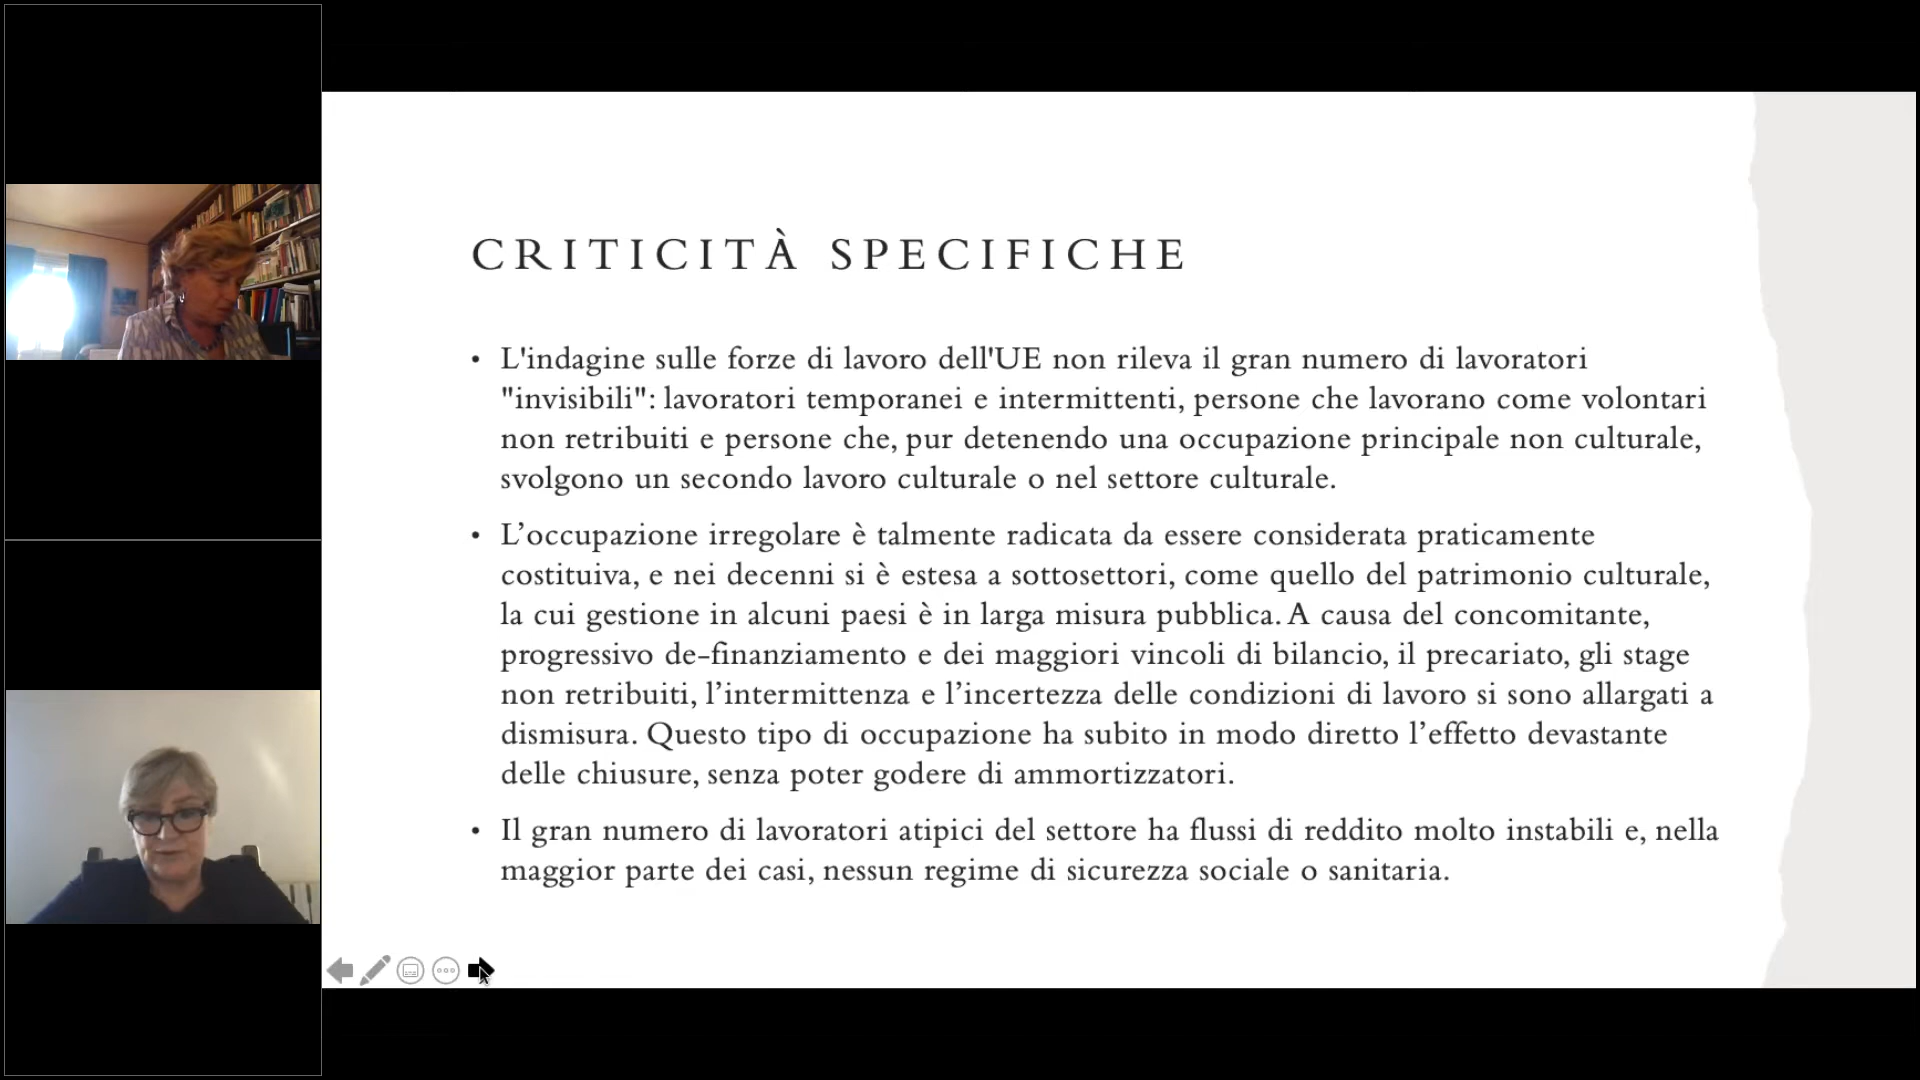 CRITICITÀ SPECIFICHE
• L'indagine sulle forze di lavoro dell'UE non rileva il gran numero di lavoratori
"invisibili": lavoratori temporanei e intermittenti, persone che lavorano come volontari
non retribuiti e persone che, pur detenendo una occupazione principale non culturale,
svolgono un secondo lavoro culturale o nel settore culturale.
• L’occupazione irregolare è talmente radicata da essere considerata praticamente
costituiva, e nei decenni si è estesa a sottosettori, come quello del patrimonio culturale,
la cui gestione in alcuni paesi è in larga misura pubblica. A causa del concomitante,
progressivo de-finanziamento e dei maggiori vincoli di bilancio, il precariato, gli stage
non retribuiti, l’intermittenza e l’incertezza delle condizioni di lavoro si sono allargati a
dismisura. Questo tipo di occupazione ha subito in modo diretto l’effetto devastante
delle chiusure, senza poter godere di ammortizzatori.
• Il gran numero di lavoratori atipici del settore ha flussi di reddito molto instabili e, nella
maggior parte dei casi, nessun regime di sicurezza sociale o sanitaria.